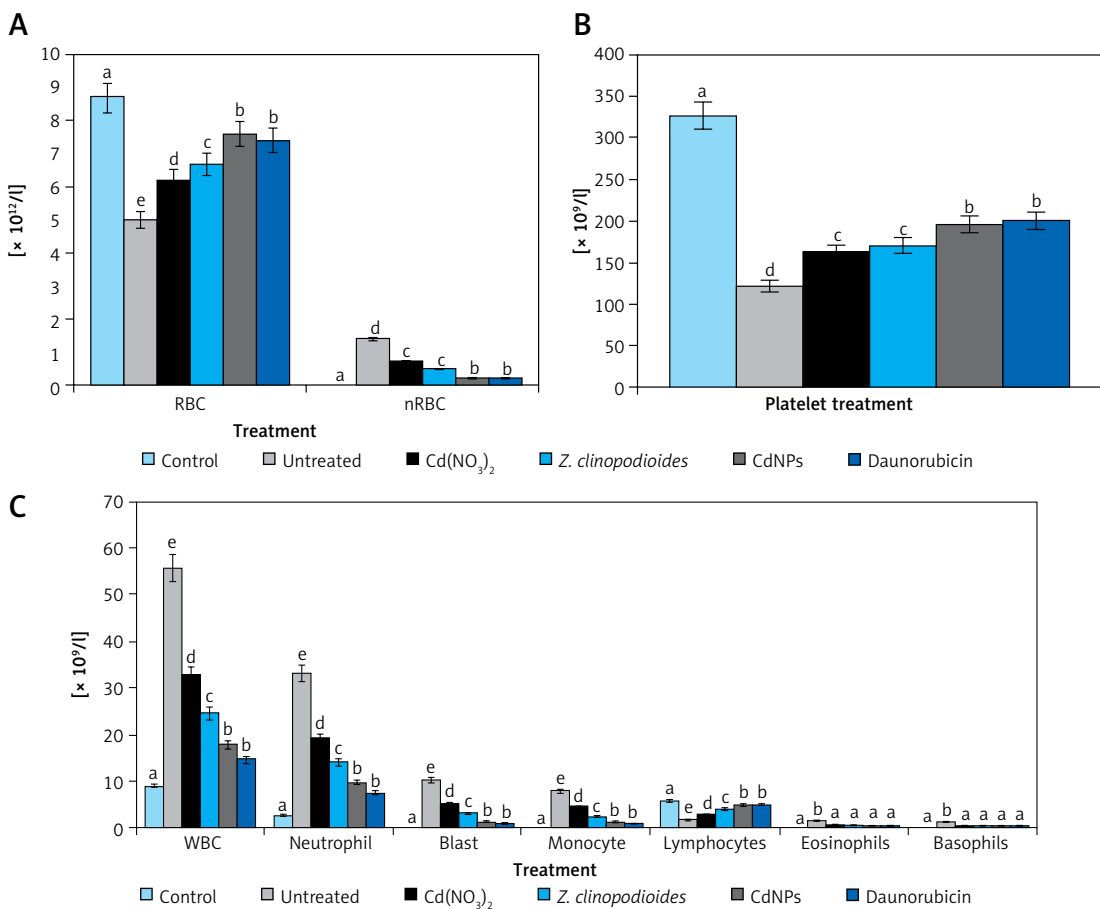 A
[× 10¹²/l]
10
9
8
7
6
5
4
3
2
1
0
a
e
d
c
b
b
a
d
c
c
b
b
RBC nRBC
Treatment
B
[× 10⁹/l]
400
350
300
250
200
150
100
50
0
a
d
c
c
b
b
Platelet treatment
Control Untreated Cd(NO₃)₂ Z. clinopodioides CdNPs Daunorubicin
C
[× 10⁹/l]
70
60
50
40
30
20
10
0
a e d c b b
a e d c b b
a e d c b b
a e d c b b
a e d c b b
a b a a a a
a b a a a a
WBC Neutrophil Blast Monocyte Lymphocytes Eosinophils Basophils
Treatment
Control Untreated Cd(NO₃)₂ Z. clinopodioides CdNPs Daunorubicin